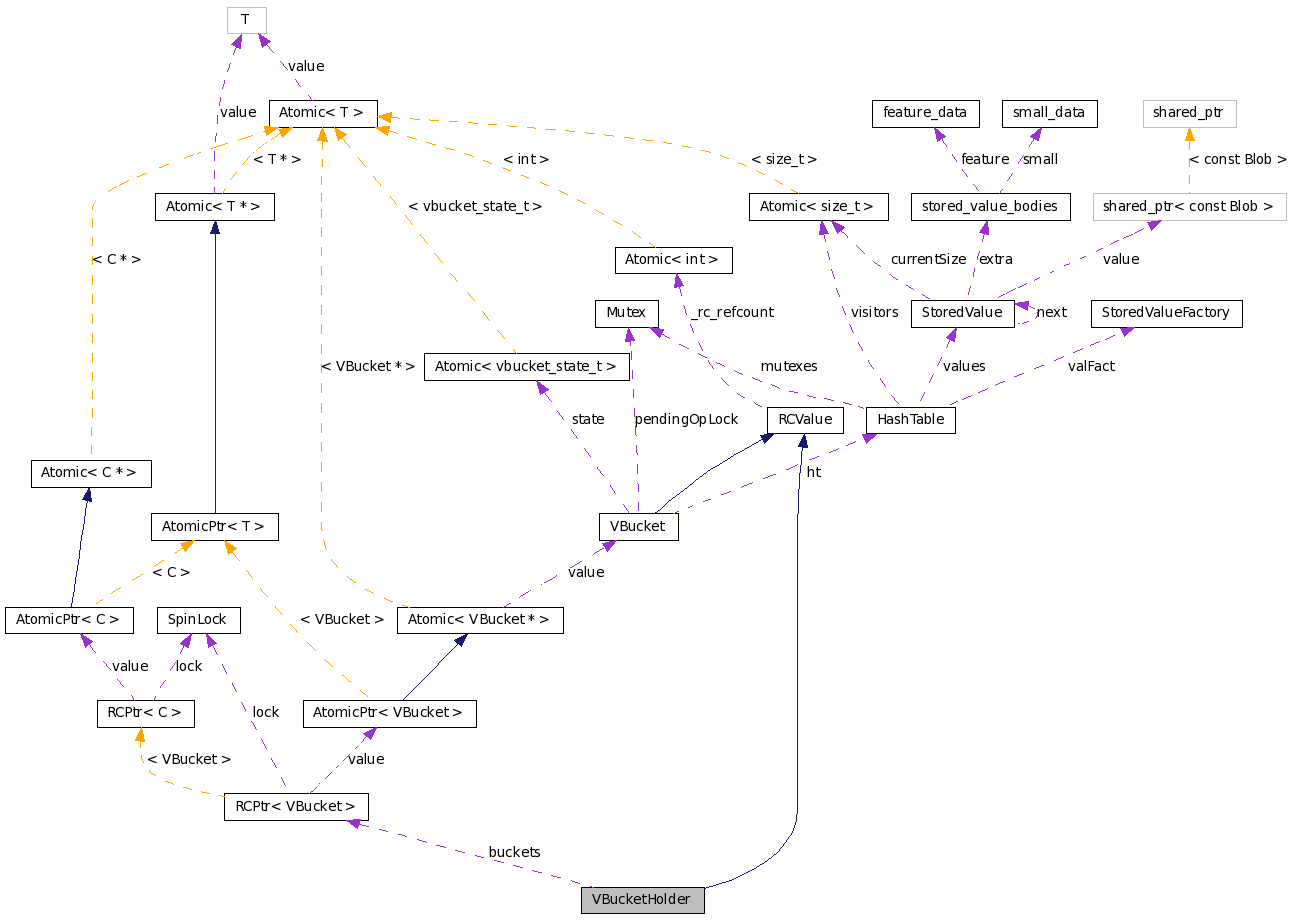 T
value
Atomic< T >
feature_data
small_data
shared_ptr
value
< T * >
< int >
< size_t >
feature
small
< const Blob >
Atomic< T * >
< vbucket_state_t >
Atomic< size_t >
stored_value_bodies
shared_ptr< const Blob >
< C * >
Atomic< int >
currentSize
extra
value
Mutex
_rc_refcount
visitors
StoredValue
next
StoredValueFactory
< VBucket * >
Atomic< vbucket_state_t >
mutexes
values
valFact
state
pendingOpLock
RCValue
HashTable
Atomic< C * >
ht
AtomicPtr< T >
VBucket
< C >
value
AtomicPtr< C >
SpinLock
< VBucket >
Atomic< VBucket * >
value
lock
RCPtr< C >
lock
AtomicPtr< VBucket >
< VBucket >
value
RCPtr< VBucket >
buckets
VBucketHolder